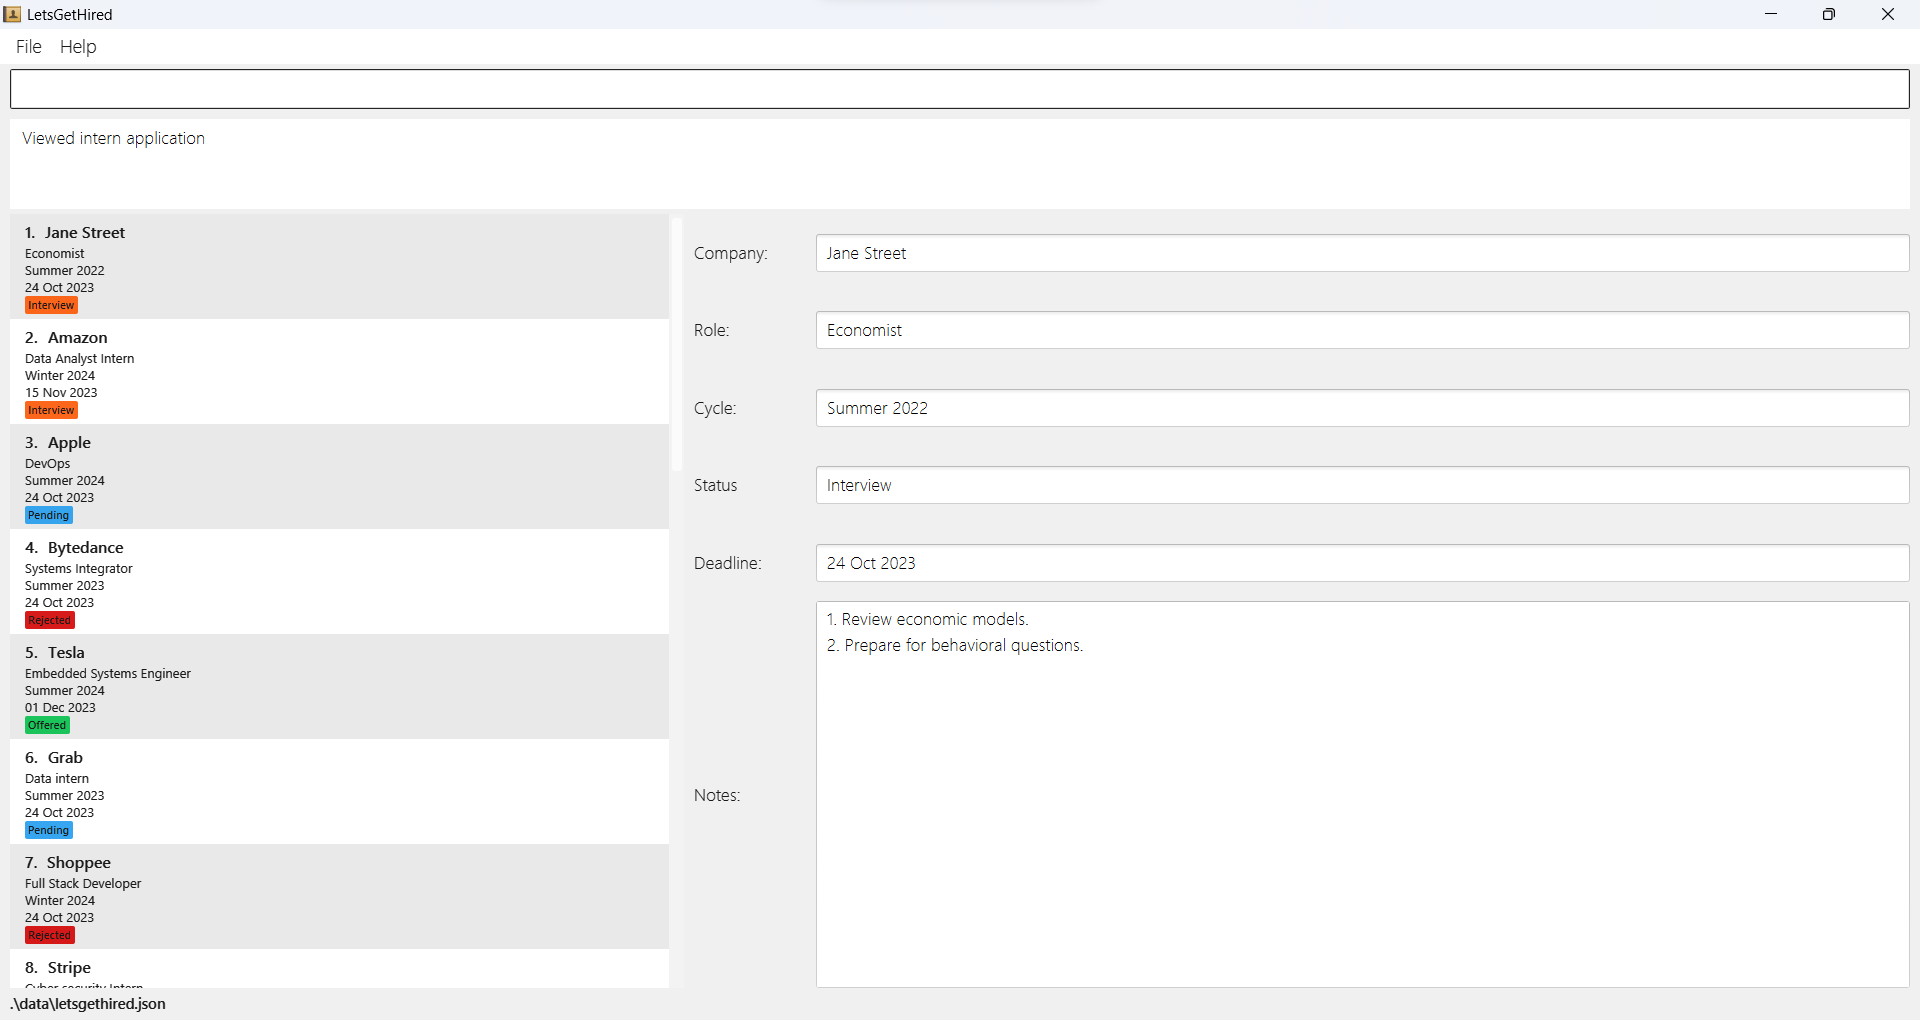 LetsGetHired
File Help
Viewed intern application
1. Jane Street
Economist
Summer 2022
24 Oct 2023
Interview
2. Amazon
Data Analyst Intern
Winter 2024
15 Nov 2023
Interview
3. Apple
DevOps
Summer 2024
24 Oct 2023
Pending
4. Bytedance
Systems Integrator
Summer 2023
24 Oct 2023
Rejected
5. Tesla
Embedded Systems Engineer
Summer 2024
01 Dec 2023
Offered
6. Grab
Data intern
Summer 2023
24 Oct 2023
Pending
7. Shoppee
Full Stack Developer
Winter 2024
24 Oct 2023
Rejected
8. Stripe
Cyber security Intern
Company: Jane Street
Role: Economist
Cycle: Summer 2022
Status Interview
Deadline: 24 Oct 2023
Notes:
1. Review economic models.
2. Prepare for behavioral questions.
.\data\letsgethired.json